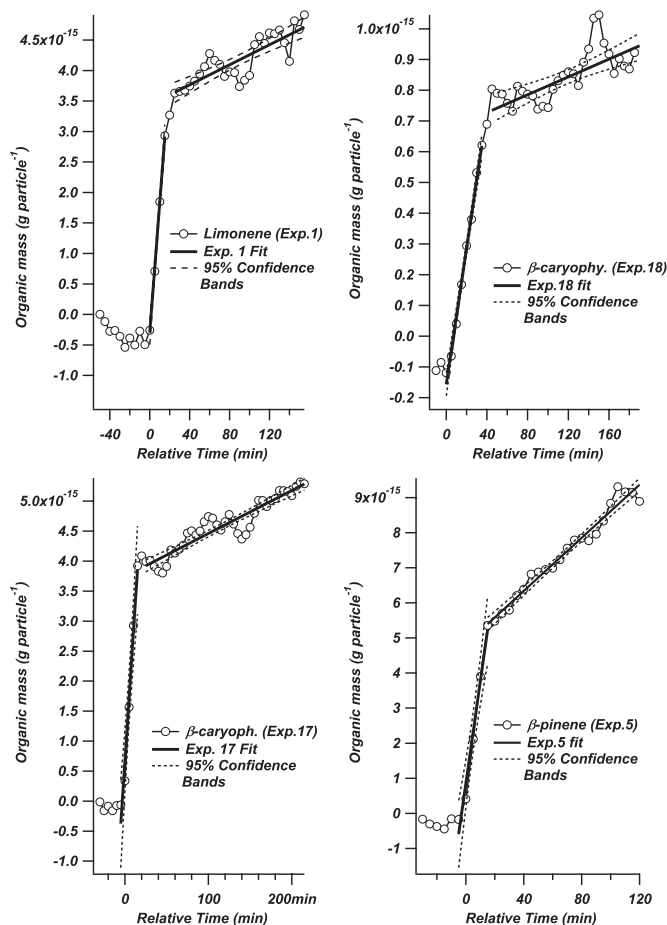 4.5x10-15
4.0
3.5
3.0
2.5
2.0
1.5
1.0
0.5
0.0
-0.5
-1.0
Organic mass (g particle-1)
Limonene (Exp.1)
Exp. 1 Fit
95% Confidence
Bands
-40
0
40
80
120
Relative Time (min)
1.0x10-15
0.9
0.8
0.7
0.6
0.5
0.4
0.3
0.2
0.1
0.0
-0.1
-0.2
Organic mass (g particle-1)
β-caryophy. (Exp.18)
Exp.18 fit
95% Confidence
Bands
0
40
80
120
160
Relative Time (min)
5.0x10-15
4.5
4.0
3.5
3.0
2.5
2.0
1.5
1.0
0.5
0.0
-0.5
-1.0
Organic mass (g particle-1)
β-caryoph. (Exp.17)
Exp. 17 Fit
95% Confidence
Bands
0
100
200min
Relative Time (min)
9x10-15
8
7
6
5
4
3
2
1
0
-1
Organic mass (g particle-1)
β-pinene (Exp.5)
Exp.5 fit
95% Confidence
Bands
0
40
80
120
Relative Time (min)